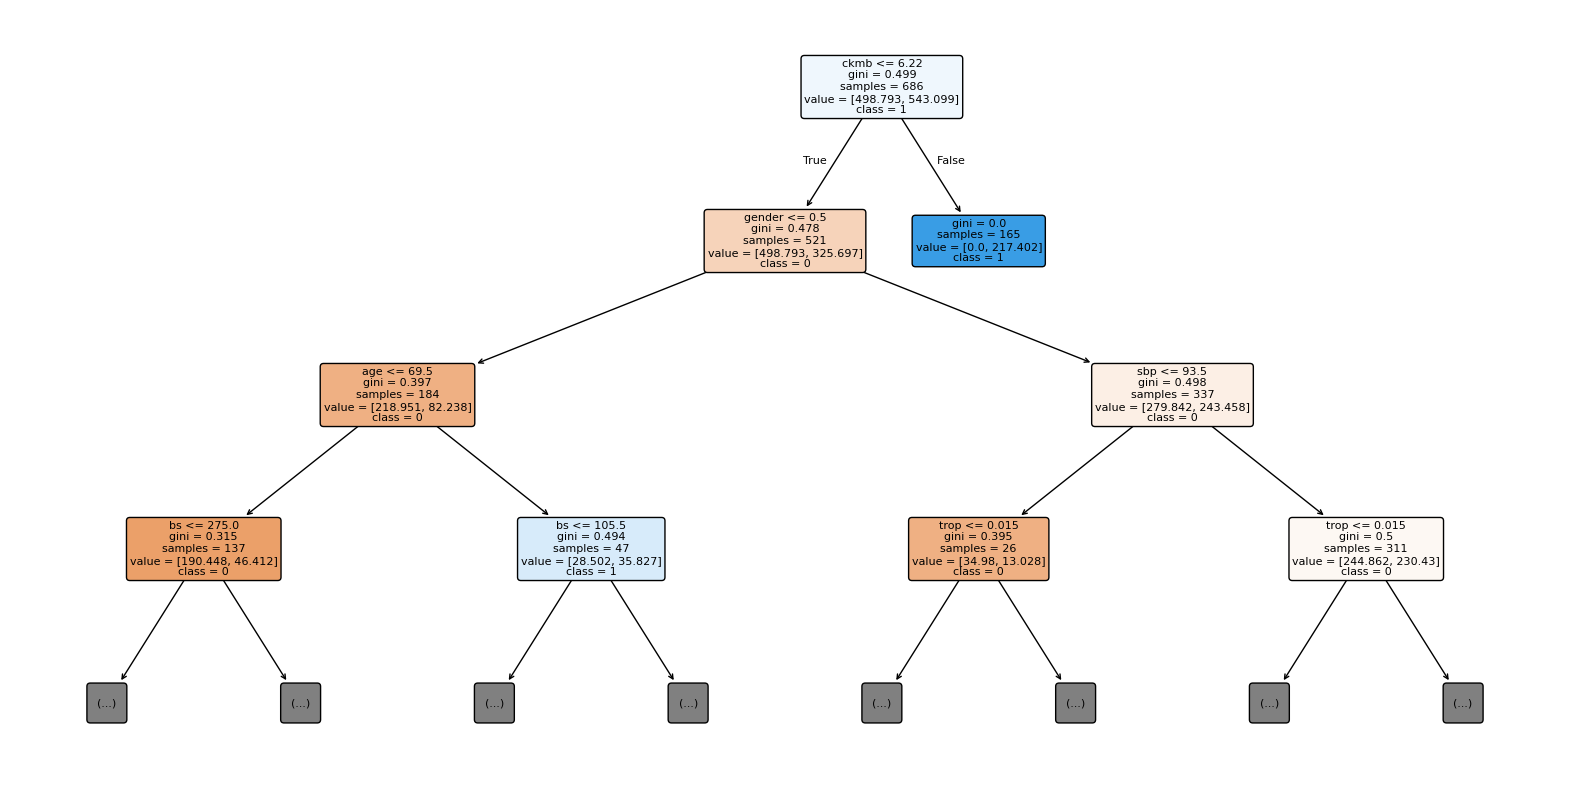 ckmb <= 6.22
gini = 0.499
samples = 686
value = [498.793, 543.099]
class = 1
True
False
gender <= 0.5
gini = 0.478
samples = 521
value = [498.793, 325.697]
class = 0
gini = 0.0
samples = 165
value = [0.0, 217.402]
class = 1
age <= 69.5
gini = 0.397
samples = 184
value = [218.951, 82.238]
class = 0
sbp <= 93.5
gini = 0.498
samples = 337
value = [279.842, 243.458]
class = 0
bs <= 275.0
gini = 0.315
samples = 137
value = [190.448, 46.412]
class = 0
bs <= 105.5
gini = 0.494
samples = 47
value = [28.502, 35.827]
class = 1
trop <= 0.015
gini = 0.395
samples = 26
value = [34.98, 13.028]
class = 0
trop <= 0.015
gini = 0.5
samples = 311
value = [244.862, 230.43]
class = 0
(...)
(...)
(...)
(...)
(...)
(...)
(...)
(...)